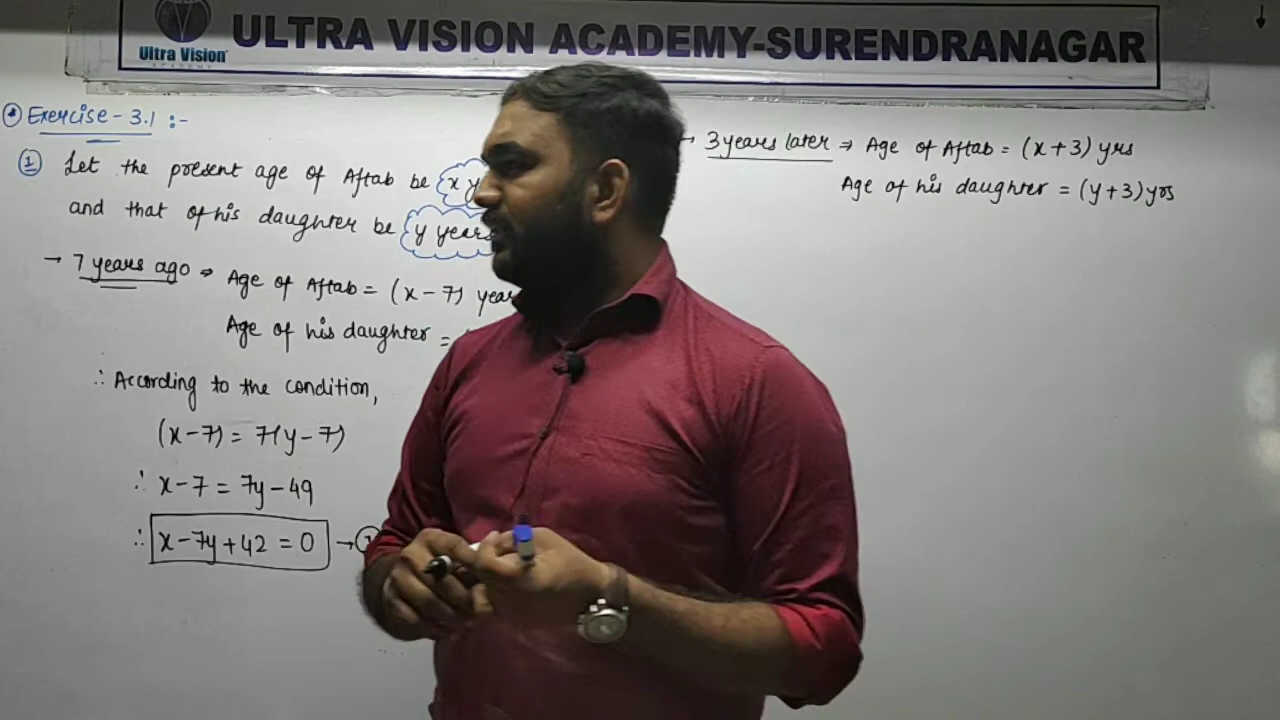 ULTRA VISION ACADEMY-SURENDRANAGAR
Ultra Vision
ACADEMY
Exercise - 3.1 :-
① Let the present age of Aftab be x
and that of his daughter be y years
→ 7 years ago ⇒ Age of Aftab = (x-7)
Age of his daughter =
∴ According to the condition,
(x-7) = 7(y-7)
∴ x-7 = 7y-49
∴ x-7y+42 = 0 →
→ 3 years later ⇒ Age of Aftab = (x+3) yrs
Age of his daughter = (y+3) yrs